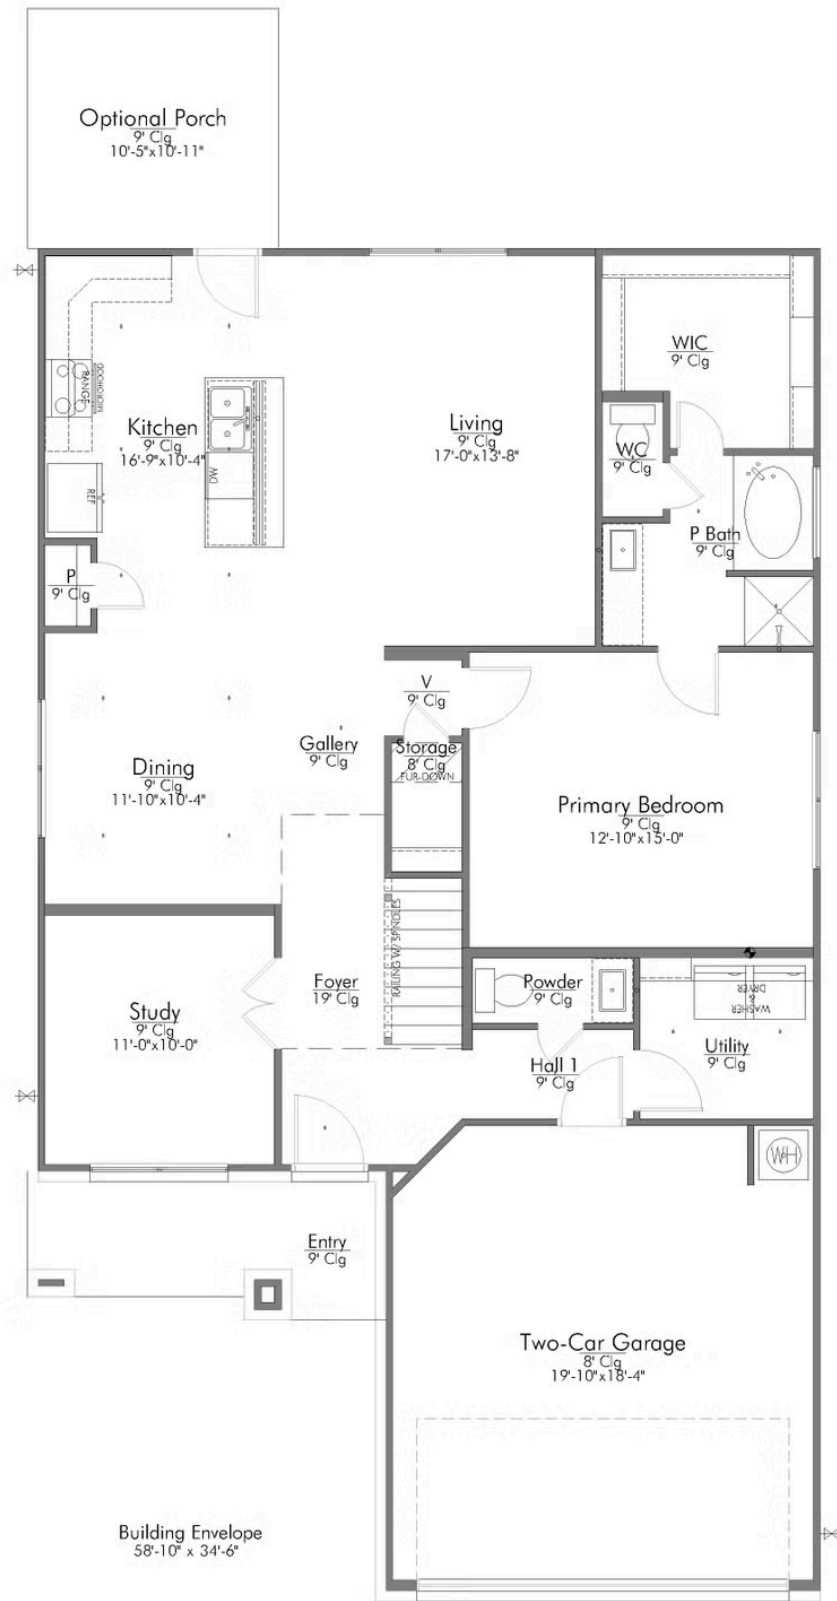 Optional Porch
9' Clg
10'-5"x10'-11"
WIC
9' Clg
RANGE
MICROHOOD
Kitchen
9' Clg
16'-9"x10'-4"
DW
REF
Living
9' Clg
17'-0"x13'-8"
WC
9' Clg
P Bath
9' Clg
P
9' Clg
V
9' Clg
Gallery
9' Clg
Storage
8' Clg
FUR-DOWN
Dining
9' Clg
11'-10"x10'-4"
Primary Bedroom
9' Clg
12'-10"x15'-0"
RAILING W/ SPINDLES
Foyer
19' Clg
Powder
9' Clg
WASHER
&
DRYER
Study
9' Clg
11'-0"x10'-0"
Utility
9' Clg
Hall 1
9' Clg
WH
Entry
9' Clg
Two-Car Garage
8' Clg
19'-10"x18'-4"
Building Envelope
58'-10" x 34'-6"